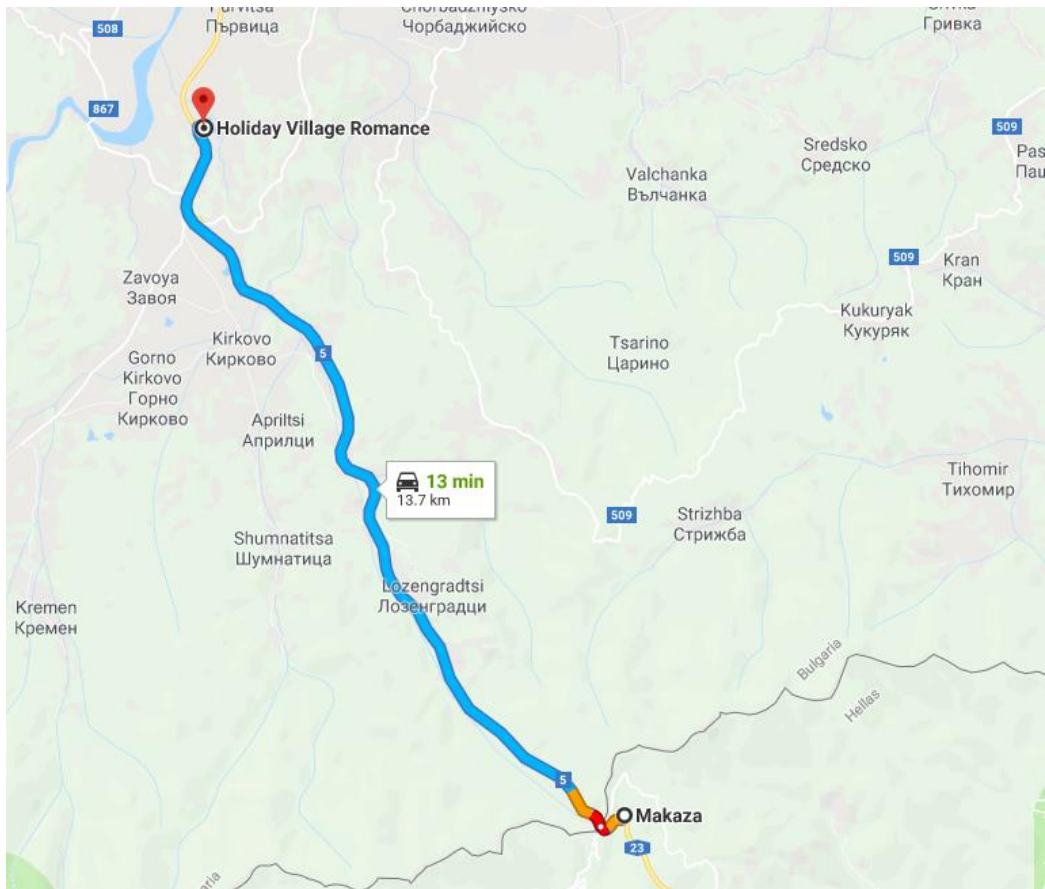 Първица
Chorbadzhiysko
Чорбаджийско
Гривка
508
867
Holiday Village Romance
509
Sredsko
Средско
Valchanka
Вълчанка
509
Kran
Кран
Zavoya
Завоя
Kukuryak
Кукуряк
Kirkovo
Кирково
5
Tsarino
Царино
Gorno
Kirkovo
Горно
Кирково
Apriltsi
Априлци
13 min
13.7 km
Tihomir
Тихомир
509
Strizhba
Стрижба
Shumnatitsa
Шумнатица
Lozengradtsi
Лозенградци
Kremen
Кремен
Bulgaria
Hellas
5
Makaza
23